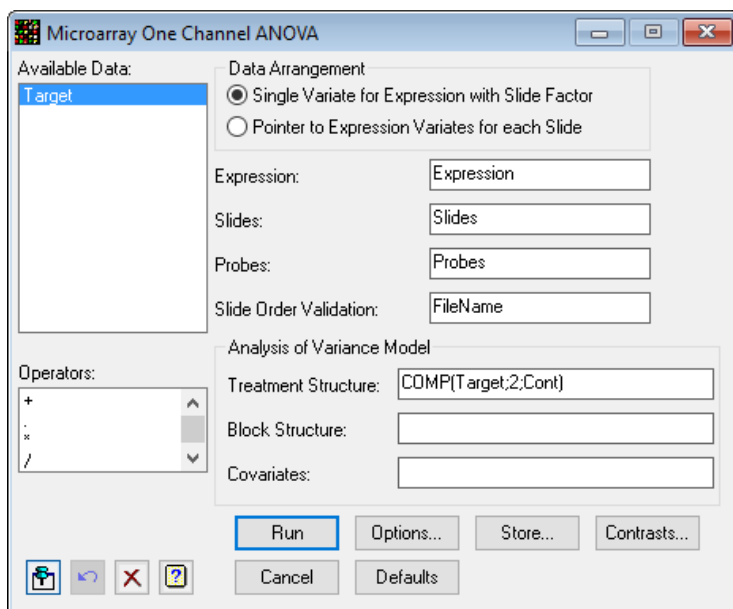 Microarray One Channel ANOVA
Available Data:
Target
Data Arrangement
Single Variate for Expression with Slide Factor
Pointer to Expression Variates for each Slide
Expression:
Expression
Slides:
Slides
Probes:
Probes
Slide Order Validation:
FileName
Operators:
+
.
*
/
Analysis of Variance Model
Treatment Structure:
COMP(Target;2;Cont)
Block Structure:
Covariates:
Run
Options...
Store...
Contrasts...
Cancel
Defaults